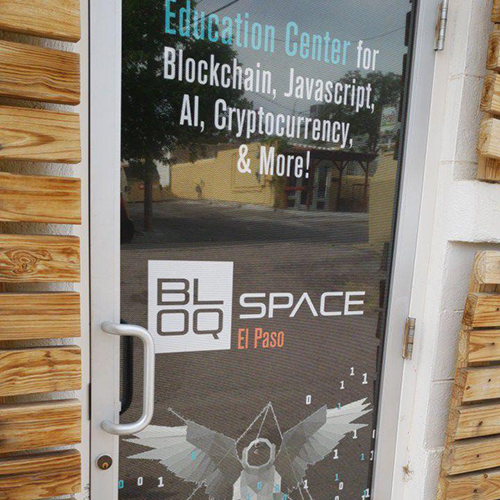 Education Center for
Blockchain, Javascript,
AI, Cryptocurrency,
& More!
BL
OQ
SPACE
El Paso